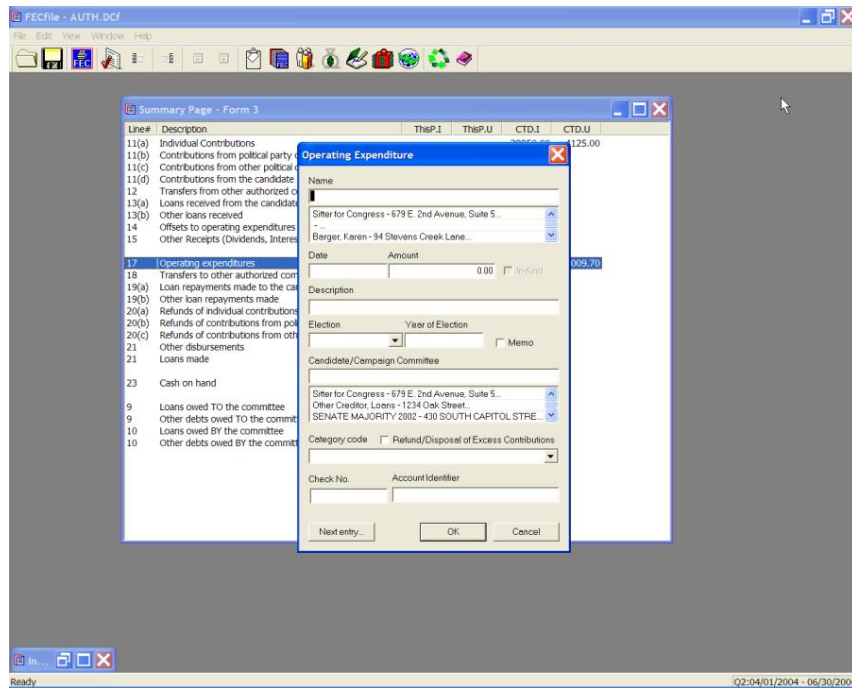 FECfile - AUTH.DCf
File Edit View Window Help
Summary Page - Form 3
Line# Description ThisP.I ThisP.U CTD.I CTD.U
11(a) Individual Contributions 125.00
11(b) Contributions from political party
11(c) Contributions from other political
11(d) Contributions from the candidate
12 Transfers from other authorized
13(a) Loans received from the candidate
13(b) Other loans received
14 Offsets to operating expenditures
15 Other Receipts (Dividends, Interes
17 Operating expenditures 009.70
18 Transfers to other authorized com
19(a) Loan repayments made to the
19(b) Other loan repayments made
20(a) Refunds of individual contributions
20(b) Refunds of contributions from
20(c) Refunds of contributions from
21 Other disbursements
21 Loans made
23 Cash on hand
9 Loans owed TO the committee
9 Other debts owed TO the
10 Loans owed BY the committee
10 Other debts owed BY the
Operating Expenditure
Name
Sitter for Congress - 679 E. 2nd Avenue, Suite 5...
- ...
Barger, Karen - 94 Stevens Creek Lane...
Date Amount
0.00 In-Kind
Description
Election Year of Election
Memo
Candidate/Campaign Committee
Sitter for Congress - 679 E. 2nd Avenue, Suite 5...
Other Creditor, Loans - 1234 Oak Street...
SENATE MAJORITY 2002 - 430 SOUTH CAPITOL STRE...
Category code Refund/Disposal of Excess Contributions
Check No. Account Identifier
Next entry... OK Cancel
In...
Ready Q2:04/01/2004 - 06/30/200